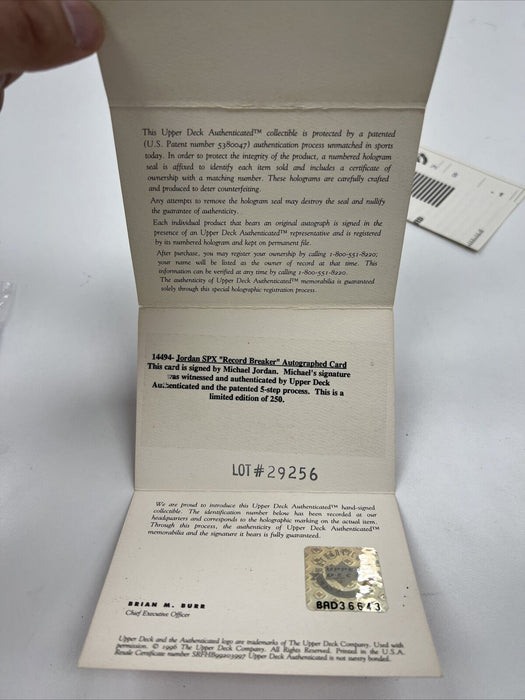 This Upper Deck Authenticated™ collectible is protected by a patented
(U.S. Patent number 5380047) authentication process unmatched in sports
today. In order to protect the integrity of the product, a numbered hologram
seal is affixed to identify each item sold and includes a certificate of
ownership with a matching number. These holograms are carefully crafted
and produced to deter counterfeiting.
Any attempts to remove the hologram seal may destroy the seal and nullify
the guarantee of authenticity.
Each individual product that bears an original autograph is signed in the
presence of an Upper Deck Authenticated™ representative and is registered
by its numbered hologram and kept on permanent file.
After purchase, you may register your ownership by calling 1-800-551-8220;
your name will be listed as the owner of record at that time. This
information can be verified at any time by calling 1-800-551-8220.
The authenticity of Upper Deck Authenticated™ memorabilia is guaranteed
solely through this special holographic registration process.
14494- Jordan SPX "Record Breaker" Autographed Card
This card is signed by Michael Jordan. Michael's signature
was witnessed and authenticated by Upper Deck
Authenticated and the patented 5-step process. This is a
limited edition of 250.
LOT# 29256
We are proud to introduce this Upper Deck Authenticated™ hand-signed
collectible. The identification number below has been recorded at our
headquarters and corresponds to the holographic marking on the actual item.
Through this process, the authenticity of Upper Deck Authenticated™
memorabilia and the signature it bears is fully guaranteed.
UPPER
DECK
BAD36643
BRIAN M. BURR
Chief Executive Officer
Upper Deck and the Authenticated logo are trademarks of The Upper Deck Company. Used with
permission. © 1996 The Upper Deck Company. All Rights Reserved. Printed in the U.S.A.
Resale Certificate number SRFHB99203997 Upper Deck Authenticated is not surety bonded.